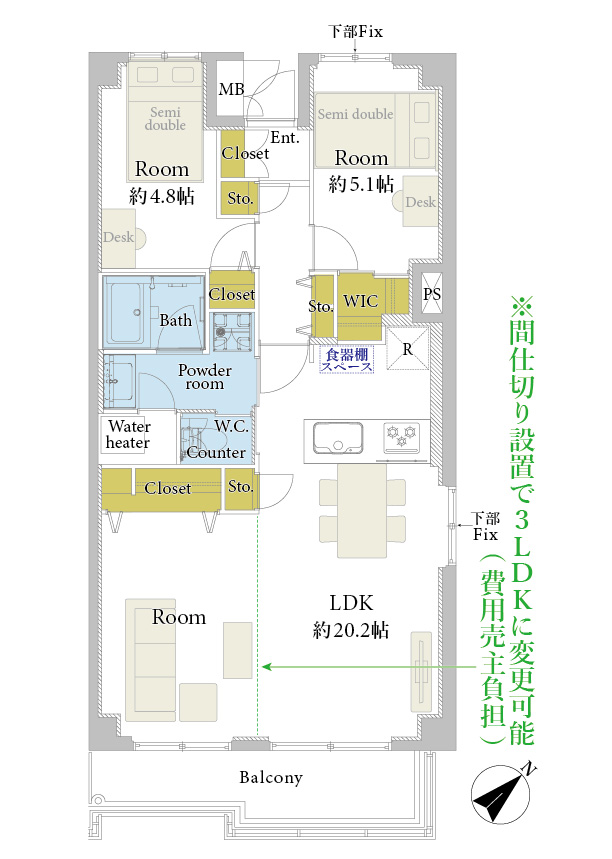 下部Fix
MB
Semi double
Room
約4.8帖
Desk
Closet
Ent.
Sto.
Semi double
Room
約5.1帖
Desk
Closet
Sto.
WIC
PS
Bath
食器棚
スペース
R
Powder
room
W.C.
Counter
Water
heater
Closet
Sto.
下部
Fix
Room
LDK
約20.2帖
※間仕切り設置で3LDKに変更可能
(費用売主負担)
Balcony
N